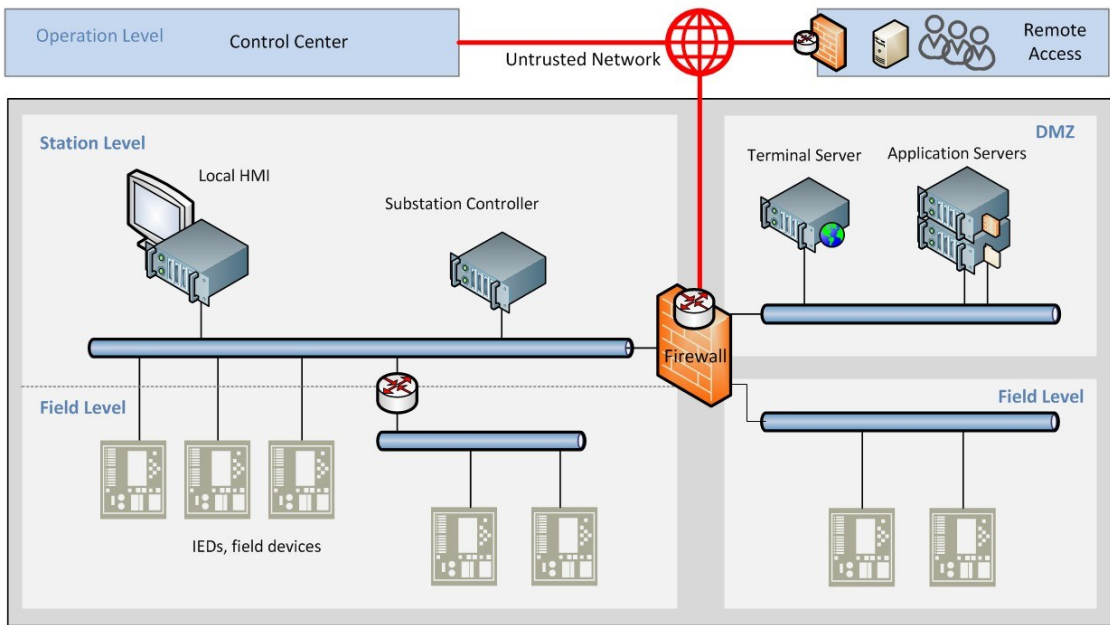 Operation Level
Control Center
Untrusted Network
Remote
Access
Station Level
Local HMI
Substation Controller
DMZ
Terminal Server
Application Servers
Firewall
Field Level
IEDs, field devices
Field Level